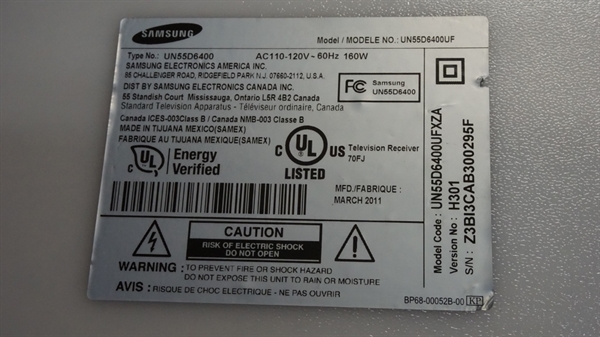 SAMSUNG
Model / MODELE NO.: UN55D6400UF
Type No.: UN55D6400 AC110-120V~60Hz 160W
SAMSUNG ELECTRONICS AMERICA INC.
85 CHALLENGER ROAD, RIDGEFIELD PARK N.J. 07660-2112, U.S.A.
DIST BY SAMSUNG ELECTRONICS CANADA INC.
55 Standish Court Mississauga, Ontario L5R 4B2 Canada
Standard Television Apparatus - Téléviseur ordinaire, Canada
FC Samsung
UN55D6400
Canada ICES-003Class B / Canada NMB-003 Classe B
MADE IN TIJUANA MEXICO(SAMEX)
FABRIQUE AU TIJUANA MEXIQUE(SAMEX)
UL Energy
Verified
C UL US
LISTED
Television Receiver
70FJ
MFD./FABRIQUE :
MARCH 2011
CAUTION
RISK OF ELECTRIC SHOCK
DO NOT OPEN
WARNING : TO PREVENT FIRE OR SHOCK HAZARD
DO NOT EXPOSE THIS UNIT TO RAIN OR MOISTURE
AVIS : RISQUE DE CHOC ELECTRIQUE - NE PAS OUVRIR
BP68-00052B-00 KP
Model Code : UN55D6400UFXZA
Version No : H301
S/N : Z3BI3CAB300295F